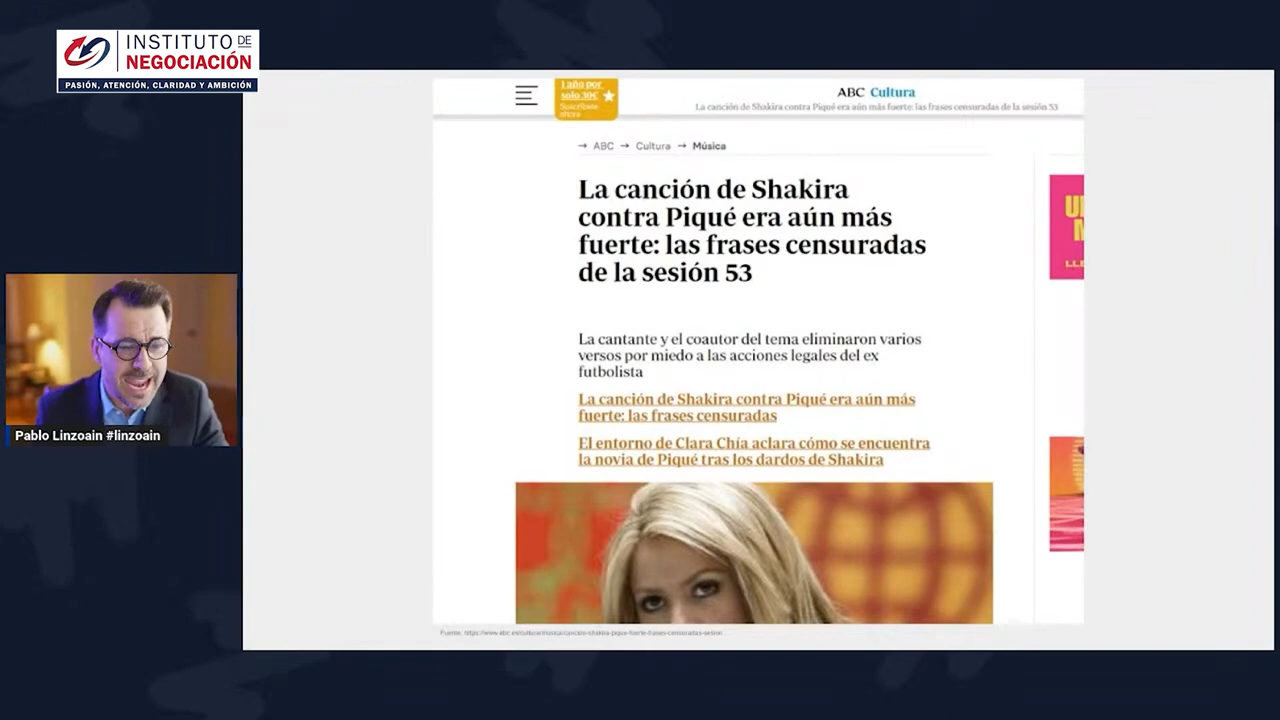 INSTITUTO DE
NEGOCIACIÓN
PASIÓN, ATENCIÓN, CLARIDAD Y AMBICIÓN
1 año por
solo 30€
Suscríbete
ahora
ABC Cultura
La canción de Shakira contra Piqué era aún más fuerte: las frases censuradas de la sesión 53
→ ABC → Cultura → Música
La canción de Shakira
contra Piqué era aún más
fuerte: las frases censuradas
de la sesión 53
La cantante y el coautor del tema eliminaron varios
versos por miedo a las acciones legales del ex
futbolista
La canción de Shakira contra Piqué era aún más
fuerte: las frases censuradas
El entorno de Clara Chía aclara cómo se encuentra
la novia de Piqué tras los dardos de Shakira
Pablo Linzoain #linzoain